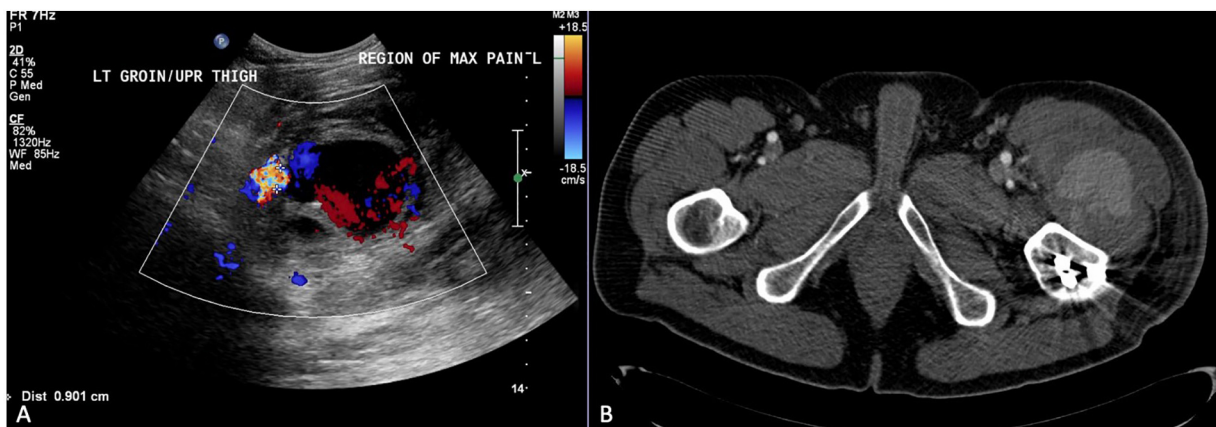 FR 7Hz
P1
2D
41%
C 55
P Med
Gen
CF
82%
1320Hz
WF 85Hz
Med
P
LT GROIN/UPR THIGH
REGION OF MAX PAIN L
M2 M3
+18.5
-18.5
cm/s
x
14
Dist 0.901 cm
A
B